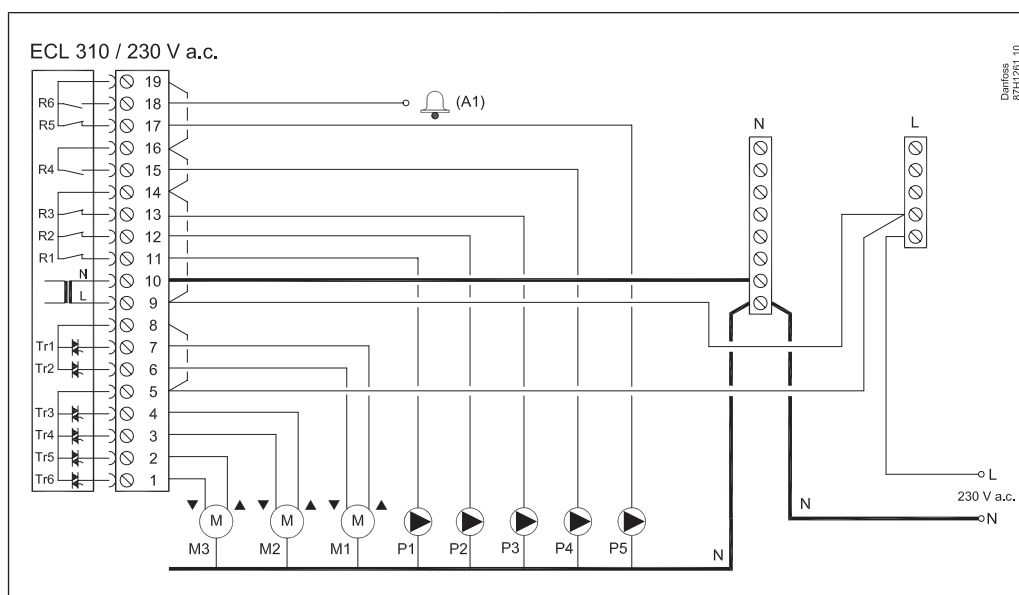 ECL 310 / 230 V a.c.
Danfoss
87H1261.10
19
R6 18 (A1)
R5 17
N L
16
R4 15
14
R3 13
R2 12
R1 11
N 10
L 9
8
Tr1 7
Tr2 6
5
Tr3 4
Tr4 3
Tr5 2
Tr6 1
L
230 V a.c.
N N
M M M
M3 M2 M1 P1 P2 P3 P4 P5 N